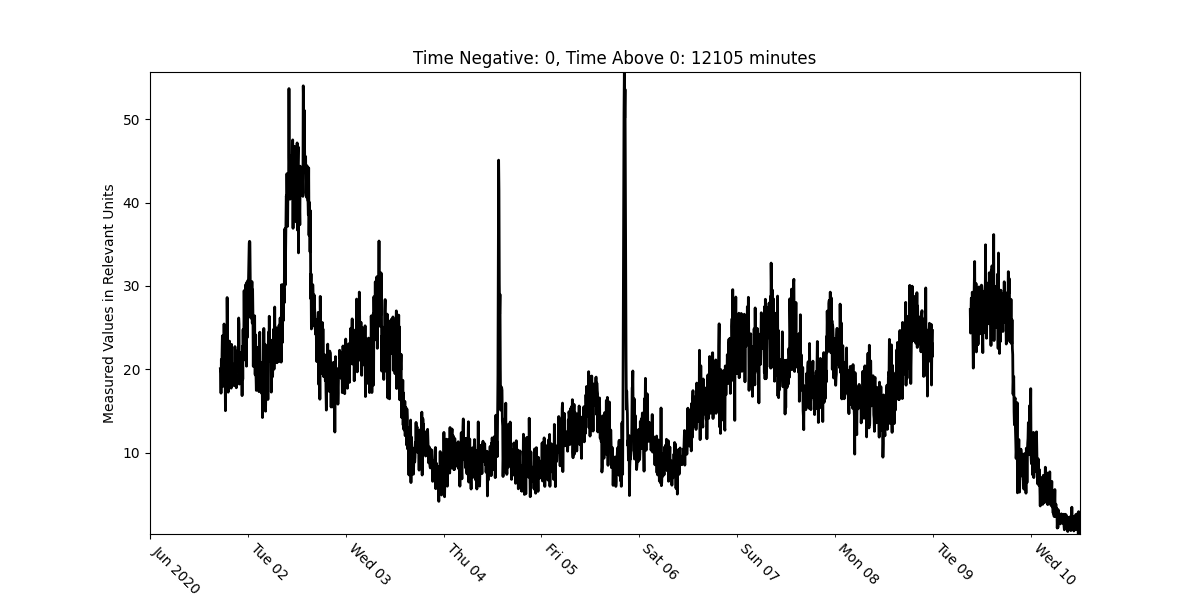 Time Negative: 0, Time Above 0: 12105 minutes
Measured Values in Relevant Units
50
40
30
20
10
Jun 2020
Tue 02
Wed 03
Thu 04
Fri 05
Sat 06
Sun 07
Mon 08
Tue 09
Wed 10